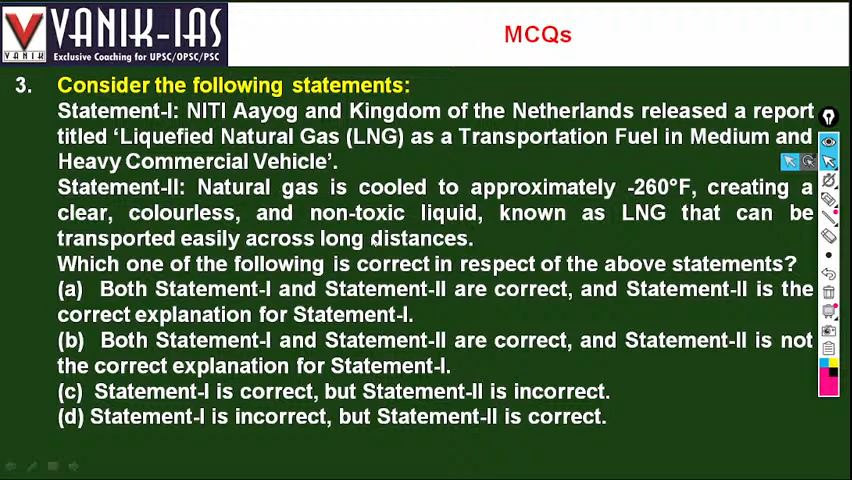 VANIK-IAS
VANIK
Exclusive Coaching for UPSC/OPSC/PSC
MCQs
3. Consider the following statements:
Statement-I: NITI Aayog and Kingdom of the Netherlands released a report
titled ‘Liquefied Natural Gas (LNG) as a Transportation Fuel in Medium and
Heavy Commercial Vehicle’.
Statement-II: Natural gas is cooled to approximately -260°F, creating a
clear, colourless, and non-toxic liquid, known as LNG that can be
transported easily across long distances.
Which one of the following is correct in respect of the above statements?
(a) Both Statement-I and Statement-II are correct, and Statement-II is the
correct explanation for Statement-I.
(b) Both Statement-I and Statement-II are correct, and Statement-II is not
the correct explanation for Statement-I.
(c) Statement-I is correct, but Statement-II is incorrect.
(d) Statement-I is incorrect, but Statement-II is correct.